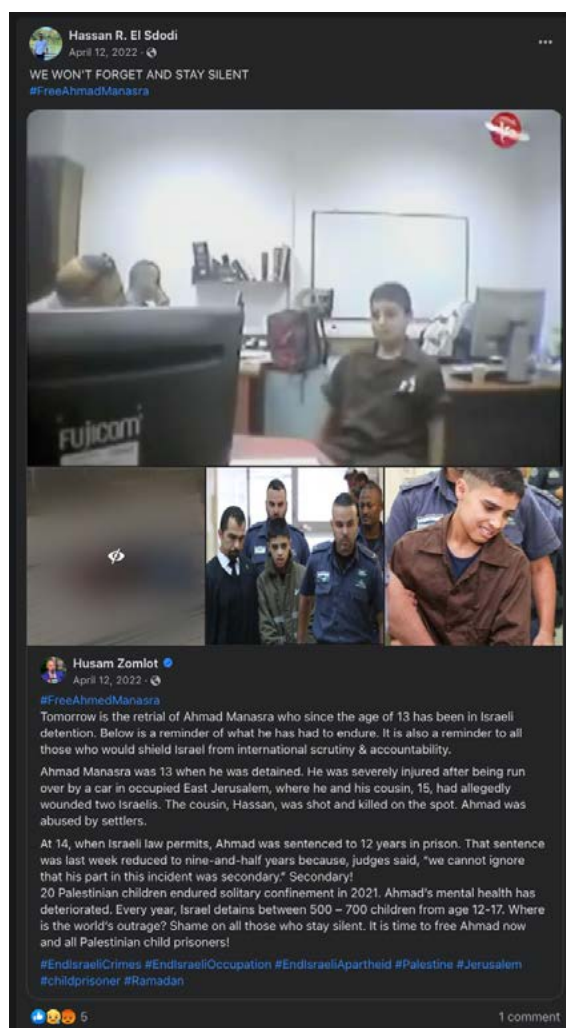 Hassan R. El Sdodi
April 12, 2022 ·
WE WON'T FORGET AND STAY SILENT
#FreeAhmadManasra
FUJICOM
Husam Zomlot
April 12, 2022 ·
#FreeAhmedManasra
Tomorrow is the retrial of Ahmad Manasra who since the age of 13 has been in Israeli
detention. Below is a reminder of what he has had to endure. It is also a reminder to all
those who would shield Israel from international scrutiny & accountability.
Ahmad Manasra was 13 when he was detained. He was severely injured after being run
over by a car in occupied East Jerusalem, where he and his cousin, 15, had allegedly
wounded two Israelis. The cousin, Hassan, was shot and killed on the spot. Ahmad was
abused by settlers.
At 14, when Israeli law permits, Ahmad was sentenced to 12 years in prison. That sentence
was last week reduced to nine-and-half years because, judges said, "we cannot ignore
that his part in this incident was secondary." Secondary!
20 Palestinian children endured solitary confinement in 2021. Ahmad's mental health has
deteriorated. Every year, Israel detains between 500 – 700 children from age 12-17. Where
is the world's outrage? Shame on all those who stay silent. It is time to free Ahmad now
and all Palestinian child prisoners!
#EndIsraeliCrimes #EndIsraeliOccupation #EndIsraeliApartheid #Palestine #Jerusalem
#childprisoner #Ramadan
5
1 comment